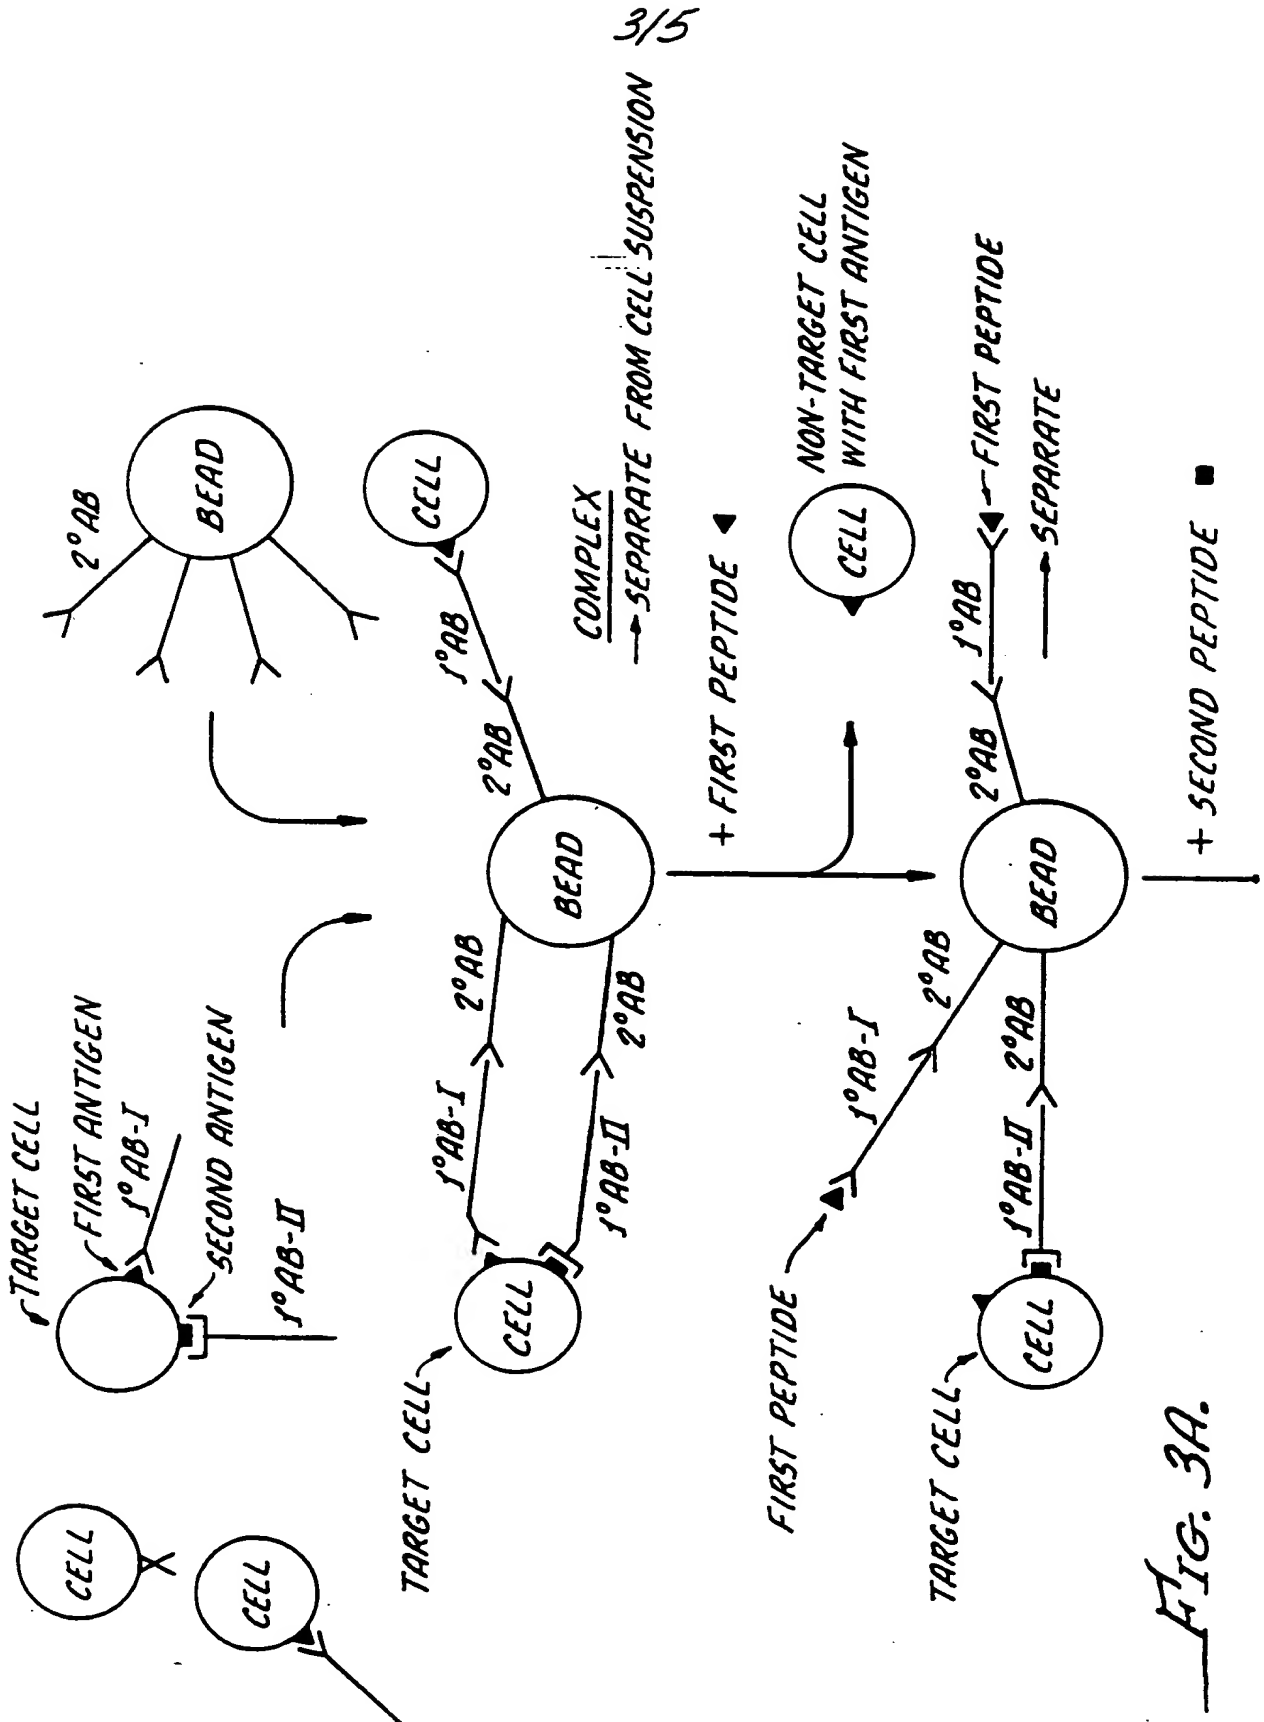 3/5
TARGET CELL
FIRST ANTIGEN
1° AB-I
SECOND ANTIGEN
1° AB-II
CELL
CELL
2° AB
BEAD
TARGET CELL
CELL
1° AB-I
2° AB
1° AB-II
2° AB
BEAD
2° AB
1° AB
CELL
COMPLEX
→ SEPARATE FROM CELL SUSPENSION
+ FIRST PEPTIDE ▲
NON-TARGET CELL
WITH FIRST ANTIGEN
CELL
FIRST PEPTIDE
1° AB-I
2° AB
TARGET CELL
CELL
1° AB-II
2° AB
BEAD
2° AB
1° AB
FIRST PEPTIDE
→ SEPARATE
+ SECOND PEPTIDE ■
FIG. 3A.